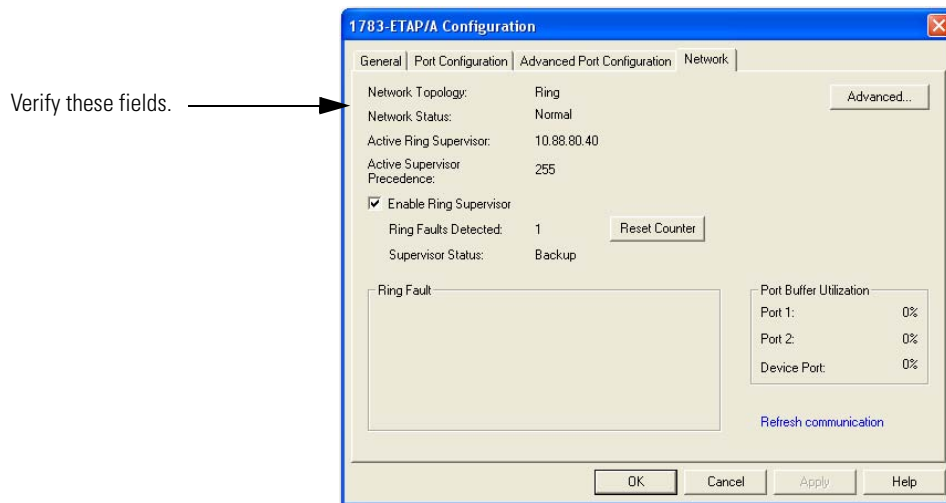 1783-ETAP/A Configuration
General Port Configuration Advanced Port Configuration Network
Verify these fields.
Network Topology: Ring
Advanced...
Network Status: Normal
Active Ring Supervisor: 10.88.80.40
Active Supervisor Precedence: 255
Enable Ring Supervisor
Ring Faults Detected: 1 Reset Counter
Supervisor Status: Backup
Ring Fault
Port Buffer Utilization
Port 1: 0%
Port 2: 0%
Device Port: 0%
Refresh communication
OK Cancel Apply Help